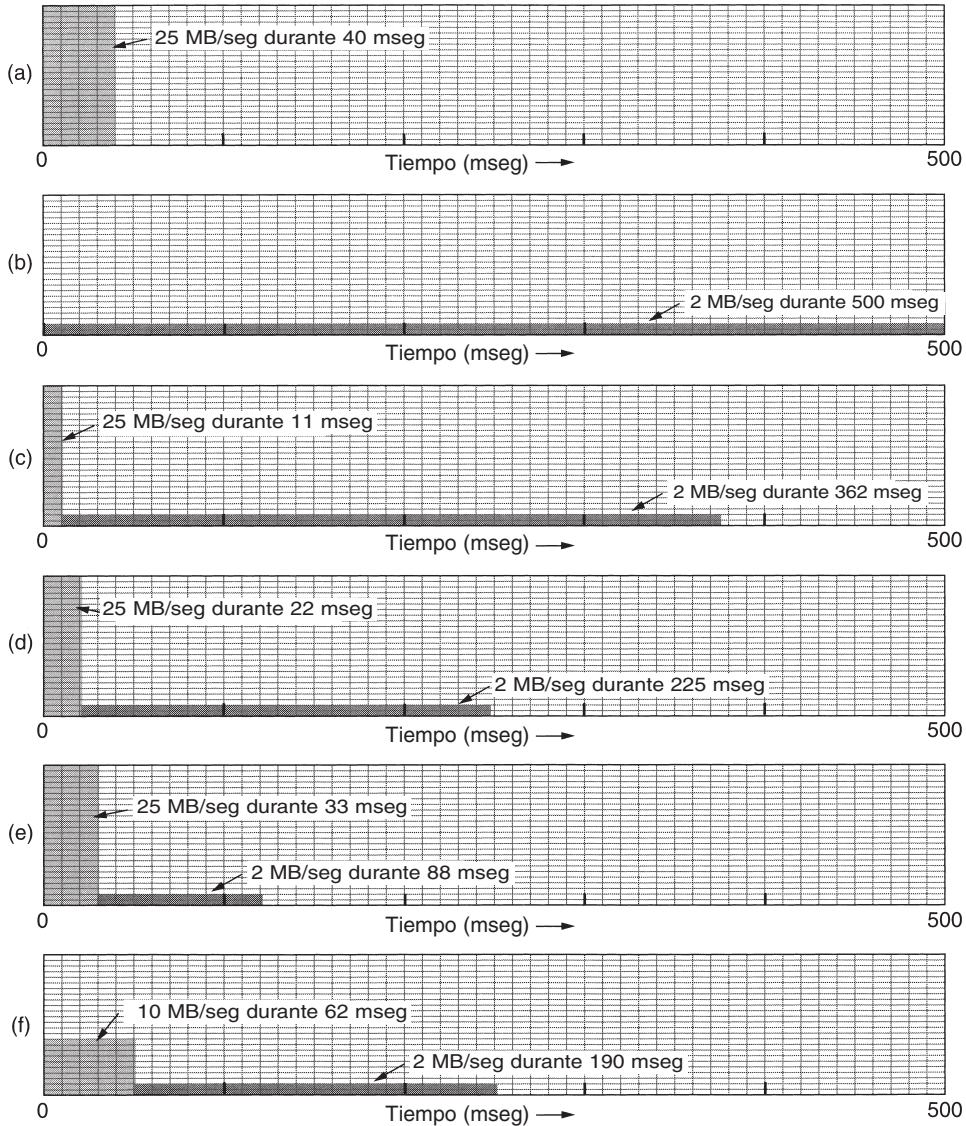 25 MB/seg durante 40 mseg
(a)
0 Tiempo (mseg) 500
(b)
2 MB/seg durante 500 mseg
0 Tiempo (mseg) 500
25 MB/seg durante 11 mseg
(c)
2 MB/seg durante 362 mseg
0 Tiempo (mseg) 500
25 MB/seg durante 22 mseg
(d)
2 MB/seg durante 225 mseg
0 Tiempo (mseg) 500
25 MB/seg durante 33 mseg
(e)
2 MB/seg durante 88 mseg
0 Tiempo (mseg) 500
10 MB/seg durante 62 mseg
(f)
2 MB/seg durante 190 mseg
0 Tiempo (mseg) 500